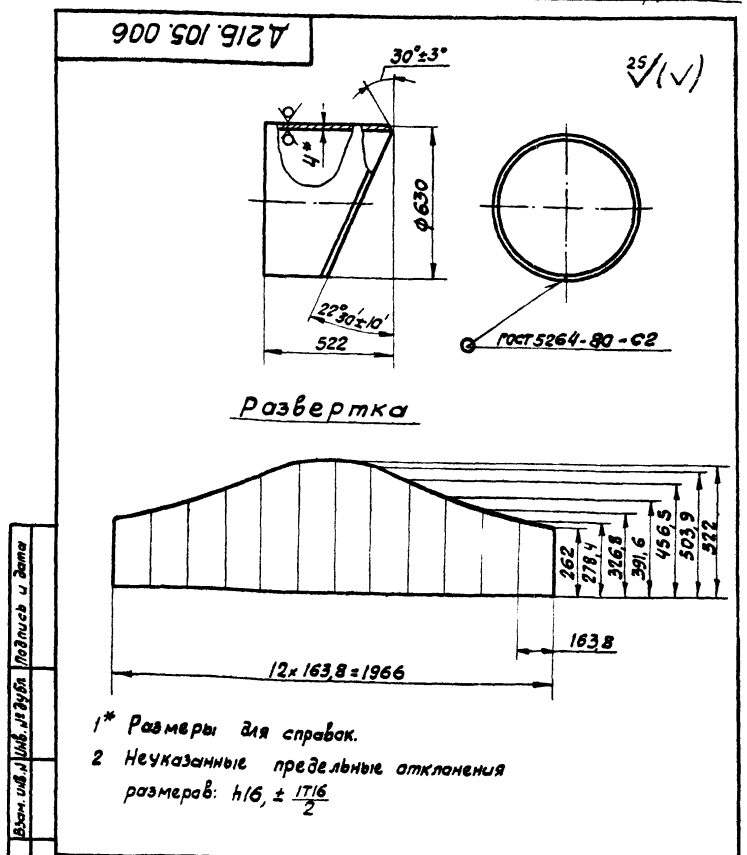 Д21Б.105.006
30°±3°
25/(√)
4*
ϕ630
22°30'±10'
522
ГОСТ 5264-80-С2
Развертка
262
278,4
326,8
391,6
456,5
503,9
522
163,8
12×163,8=1966
1* Размеры для справок.
2 Неуказанные предельные отклонения
размеров: h16, ± IT16/2
Подпись и дата
Инв. № дубл
Взам. инв. №